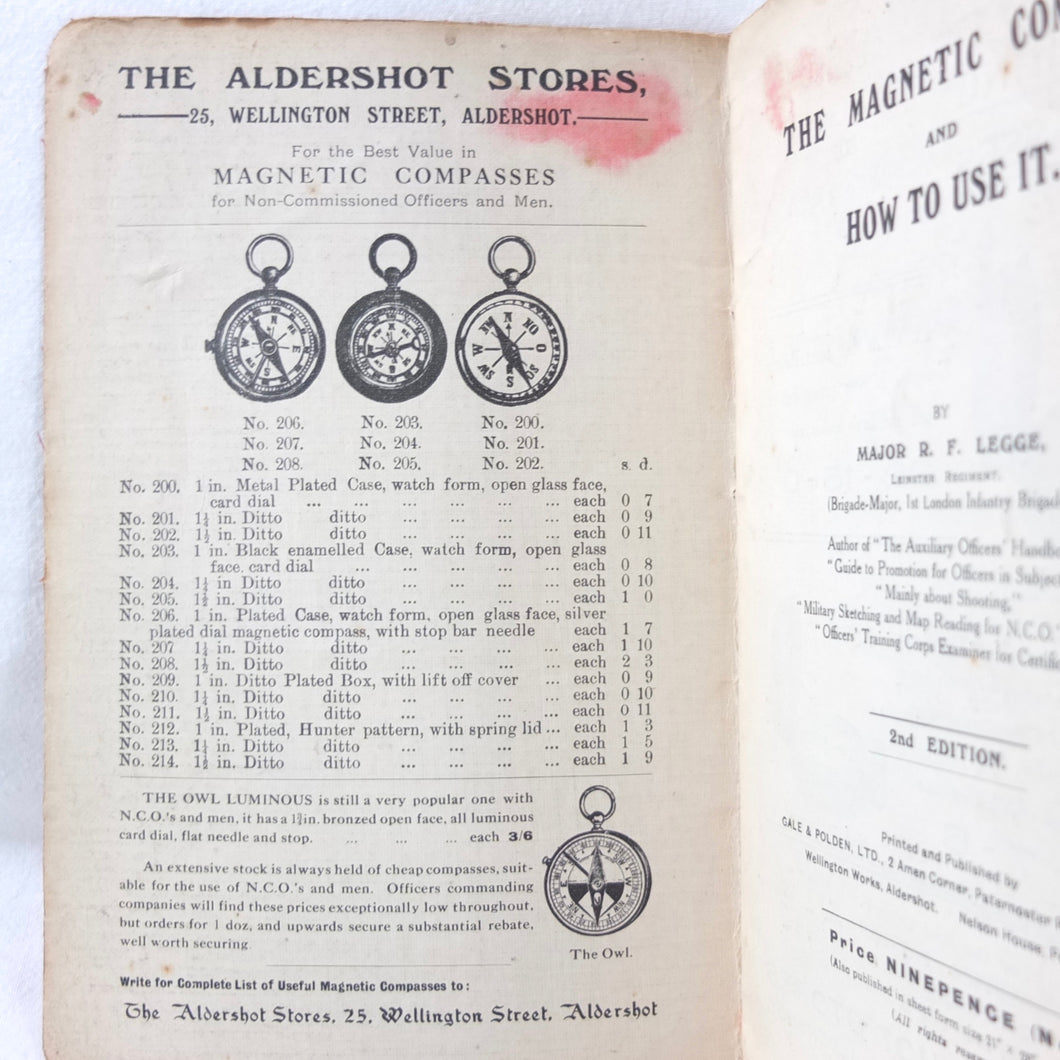 THE ALDERSHOT STORES,
25, WELLINGTON STREET, ALDERSHOT.
For the Best Value in
MAGNETIC COMPASSES
for Non-Commissioned Officers and Men.
No. 206. No. 203. No. 200.
No. 207. No. 204. No. 201.
No. 208. No. 205. No. 202. s. d.
No. 200. 1 in. Metal Plated Case, watch form, open glass face,
card dial ... ... ... ... ... ... each 0 7
No. 201. 1¼ in. Ditto ditto ... ... ... ... each 0 9
No. 202. 1½ in. Ditto ditto ... ... ... ... each 0 11
No. 203. 1 in. Black enamelled Case, watch form, open glass
face, card dial ... ... ... ... ... each 0 8
No. 204. 1¼ in Ditto ditto ... ... ... ... each 0 10
No. 205. 1½ in. Ditto ditto ... ... ... ... each 1 0
No. 206. 1 in. Plated Case, watch form, open glass face, silver
plated dial magnetic compass, with stop bar needle each 1 7
No. 207 1¼ in. Ditto ditto ... ... ... ... each 1 10
No. 208. 1½ in. Ditto ditto ... ... ... ... each 2 3
No. 209. 1 in. Ditto Plated Box, with lift off cover ... each 0 9
No. 210. 1¼ in. Ditto ditto ... ... ... ... each 0 10
No. 211. 1½ in. Ditto ditto ... ... ... ... each 0 11
No. 212. 1 in. Plated, Hunter pattern, with spring lid ... each 1 3
No. 213. 1¼ in. Ditto ditto ... ... ... ... each 1 5
No. 214. 1½ in. Ditto ditto ... ... ... ... each 1 9
THE OWL LUMINOUS is still a very popular one with
N.C.O.'s and men, it has a 1¾in. bronzed open face, all luminous
card dial, flat needle and stop. ... ... ... each 3/6
An extensive stock is always held of cheap compasses, suit-
able for the use of N.C.O.'s and men. Officers commanding
companies will find these prices exceptionally low throughout,
but orders for 1 doz, and upwards secure a substantial rebate,
well worth securing.
The Owl.
Write for Complete List of Useful Magnetic Compasses to :
The Aldershot Stores, 25, Wellington Street, Aldershot
THE MAGNETIC
AND
HOW TO USE IT.
BY
MAJOR R. F. LEGGE,
LEINSTER REGIMENT.
(Brigade-Major, 1st London Infantry
Author of "The Auxiliary Officers'
"Guide to Promotion for Officers in
"Mainly about Shooting,"
"Military Sketching and Map Reading for N.C.O.'
"Officers' Training Corps Examiner for
2nd EDITION.
Printed and Published by
GALE & POLDEN, LTD., 2 Amen Corner, Paternoster
Wellington Works, Aldershot. Nelson House,
Price NINEPENCE
(Also published in sheet form size
(All rights